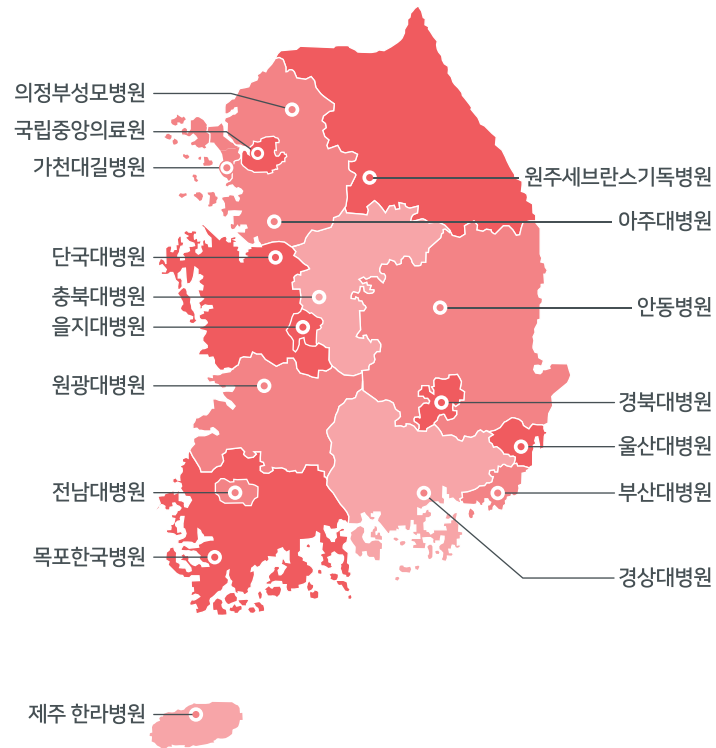 의정부성모병원
국립중앙의료원
가천대길병원
원주세브란스기독병원
아주대병원
단국대병원
충북대병원
을지대병원
안동병원
원광대병원
경북대병원
울산대병원
전남대병원
부산대병원
목포한국병원
경상대병원
제주 한라병원